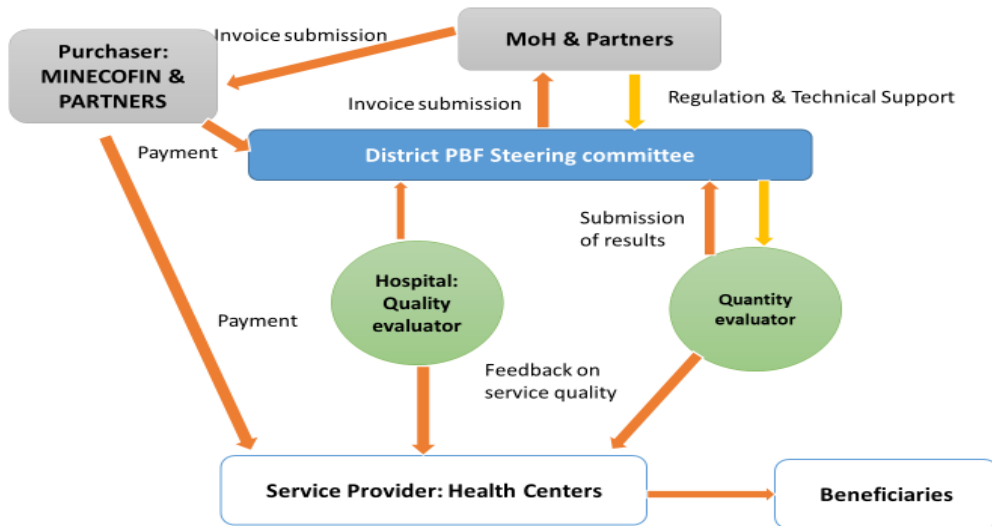 Invoice submission
MoH & Partners
Purchaser:
MINECOFIN &
PARTNERS
Invoice submission
Regulation & Technical Support
Payment
District PBF Steering committee
Submission
of results
Hospital:
Quality
evaluator
Quantity
evaluator
Payment
Feedback on
service quality
Service Provider: Health Centers
Beneficiaries